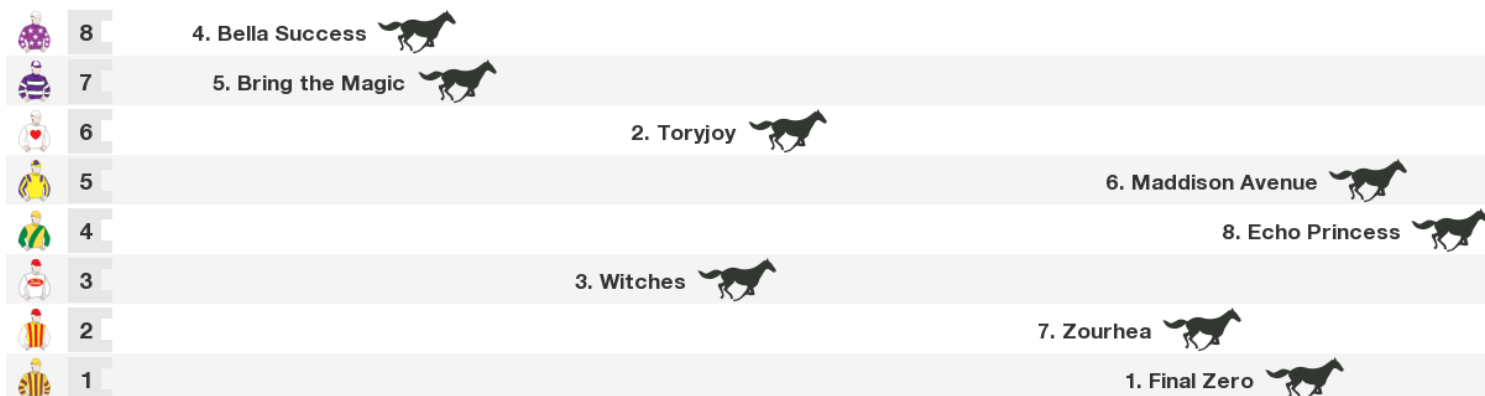 8 4. Bella Success
7 5. Bring the Magic
6 2. Toryjoy
5 6. Maddison Avenue
4 8. Echo Princess
3 3. Witches
2 7. Zourhea
1 1. Final Zero